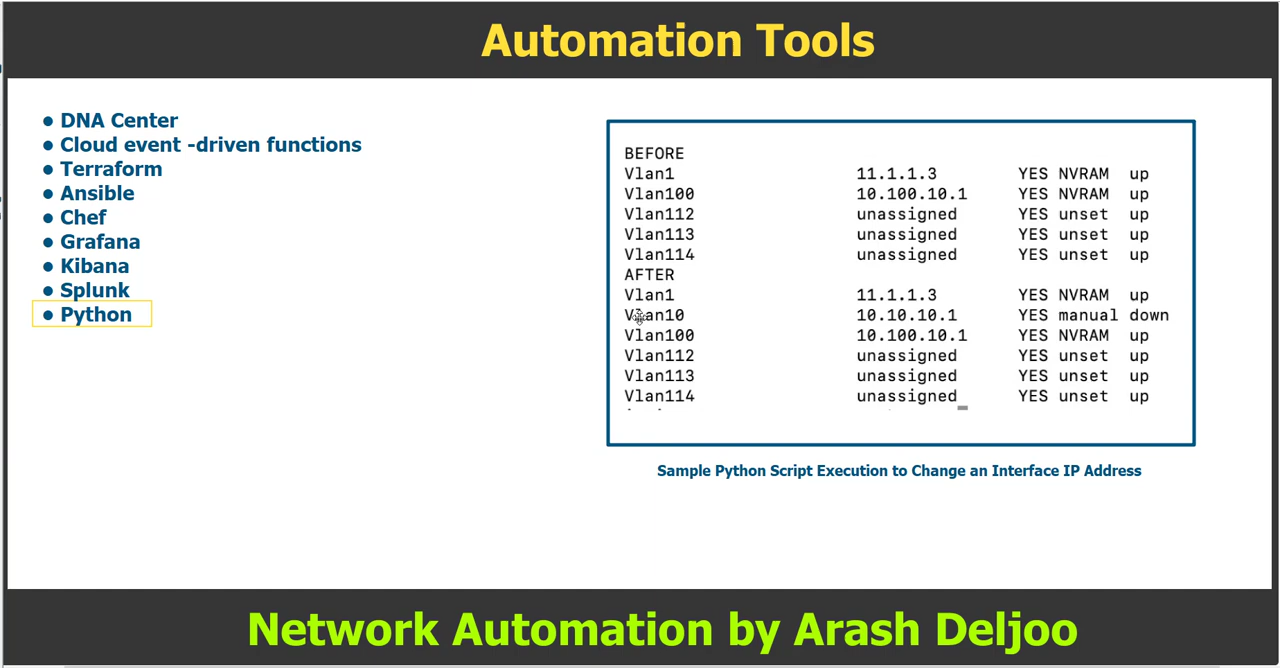 Automation Tools
● DNA Center
● Cloud event -driven functions
● Terraform
● Ansible
● Chef
● Grafana
● Kibana
● Splunk
● Python
BEFORE
Vlan1 11.1.1.3 YES NVRAM up
Vlan100 10.100.10.1 YES NVRAM up
Vlan112 unassigned YES unset up
Vlan113 unassigned YES unset up
Vlan114 unassigned YES unset up
AFTER
Vlan1 11.1.1.3 YES NVRAM up
Vlan10 10.10.10.1 YES manual down
Vlan100 10.100.10.1 YES NVRAM up
Vlan112 unassigned YES unset up
Vlan113 unassigned YES unset up
Vlan114 unassigned YES unset up
Sample Python Script Execution to Change an Interface IP Address
Network Automation by Arash Deljoo